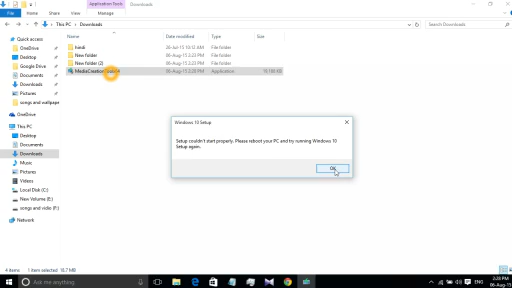 Application Tools
Downloads
File
Home
Share
View
Manage
This PC
Downloads
Search Downloads
Name
Date modified
Type
Size
Quick access
OneDrive
Desktop
Google Drive
Documents
Downloads
Pictures
songs and wallpape
OneDrive
This PC
Desktop
Documents
Downloads
Music
Pictures
Videos
Local Disk (C:)
New Volume (E:)
songs and vidio (F:)
Network
hindi
26-Jul-15 10:12 AM
File folder
New folder
06-Aug-15 2:23 PM
File folder
New folder (2)
06-Aug-15 2:23 PM
File folder
06-Aug-15 2:28 PM
Application
Windows 10 Setup
Setup couldn't start properly. Please reboot your PC and try running Windows 10
Setup again.
OK
4 items
1 item selected 18.7 MB
Ask me anything
ENG
2:28 PM
06-Aug-15